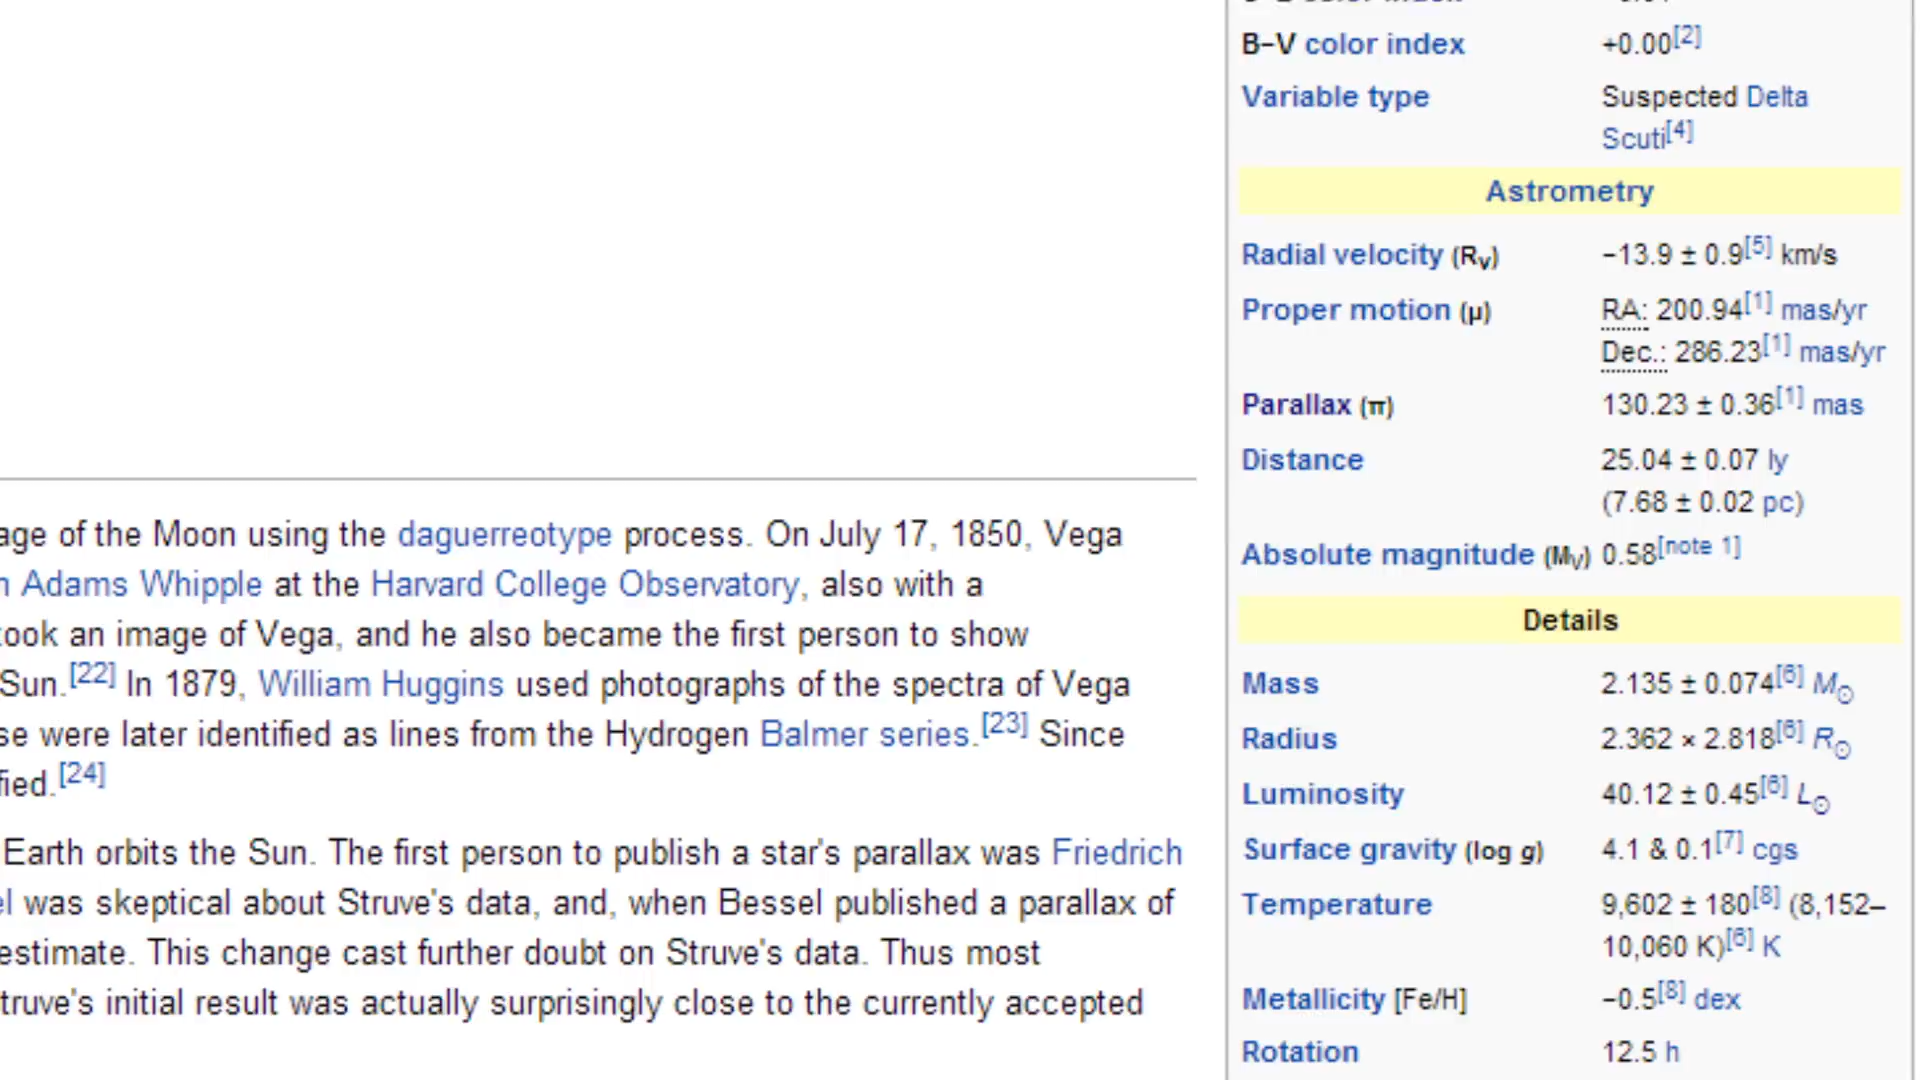 B−V color index +0.00[2]
Variable type Suspected Delta
Scuti[4]
Astrometry
Radial velocity (Rv) −13.9 ± 0.9[5] km/s
Proper motion (μ) RA: 200.94[1] mas/yr
Dec.: 286.23[1] mas/yr
Parallax (π) 130.23 ± 0.36[1] mas
Distance 25.04 ± 0.07 ly
(7.68 ± 0.02 pc)
Absolute magnitude (MV) 0.58[note 1]
Details
Mass 2.135 ± 0.074[6] M☉
Radius 2.362 × 2.818[6] R☉
Luminosity 40.12 ± 0.45[6] L☉
Surface gravity (log g) 4.1 & 0.1[7] cgs
Temperature 9,602 ± 180[8] (8,152–
10,060 K)[6] K
Metallicity [Fe/H] −0.5[8] dex
Rotation 12.5 h
age of the Moon using the daguerreotype process. On July 17, 1850, Vega
Adams Whipple at the Harvard College Observatory, also with a
took an image of Vega, and he also became the first person to show
Sun.[22] In 1879, William Huggins used photographs of the spectra of Vega
se were later identified as lines from the Hydrogen Balmer series.[23] Since
fied.[24]
Earth orbits the Sun. The first person to publish a star's parallax was Friedrich
el was skeptical about Struve's data, and, when Bessel published a parallax of
estimate. This change cast further doubt on Struve's data. Thus most
truve's initial result was actually surprisingly close to the currently accepted